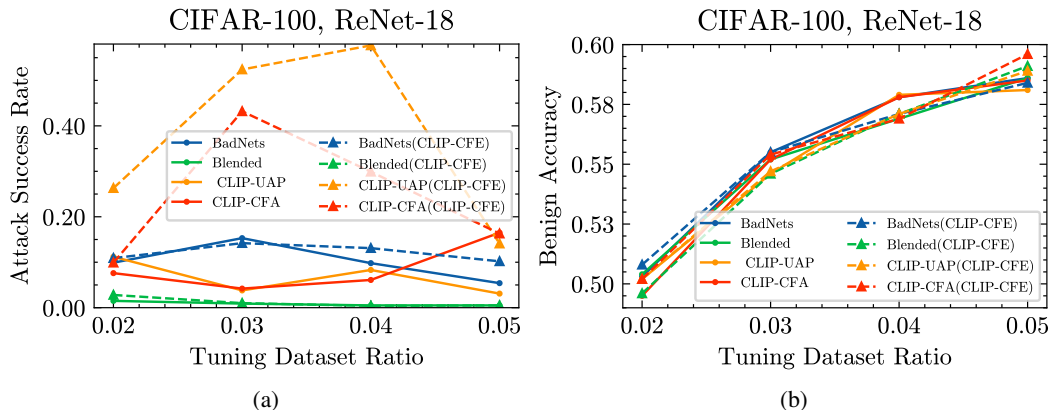 CIFAR-100, ReNet-18
Attack Success Rate
0.40
0.20
0.00
0.02
0.03
0.04
0.05
Tuning Dataset Ratio
BadNets
Blended
CLIP-UAP
CLIP-CFA
BadNets(CLIP-CFE)
Blended(CLIP-CFE)
CLIP-UAP(CLIP-CFE)
CLIP-CFA(CLIP-CFE)
(a)
CIFAR-100, ReNet-18
Benign Accuracy
0.60
0.58
0.55
0.53
0.50
0.02
0.03
0.04
0.05
Tuning Dataset Ratio
BadNets
Blended
CLIP-UAP
CLIP-CFA
BadNets(CLIP-CFE)
Blended(CLIP-CFE)
CLIP-UAP(CLIP-CFE)
CLIP-CFA(CLIP-CFE)
(b)